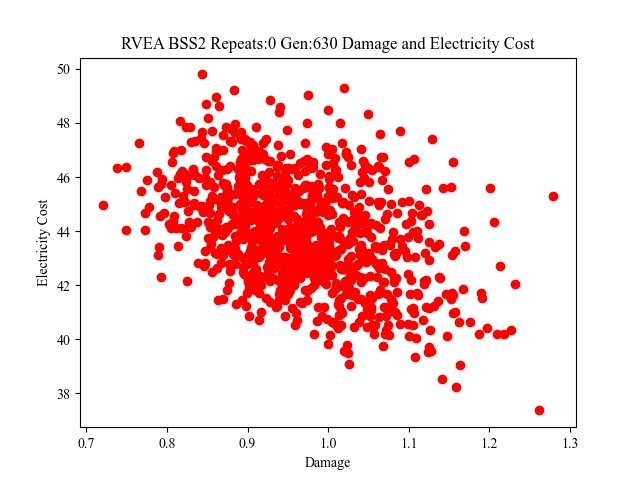 RVEA BSS2 Repeats:0 Gen:630 Damage and Electricity Cost
50
48
46
44
42
40
38
Electricity Cost
0.7 0.8 0.9 1.0 1.1 1.2 1.3
Damage